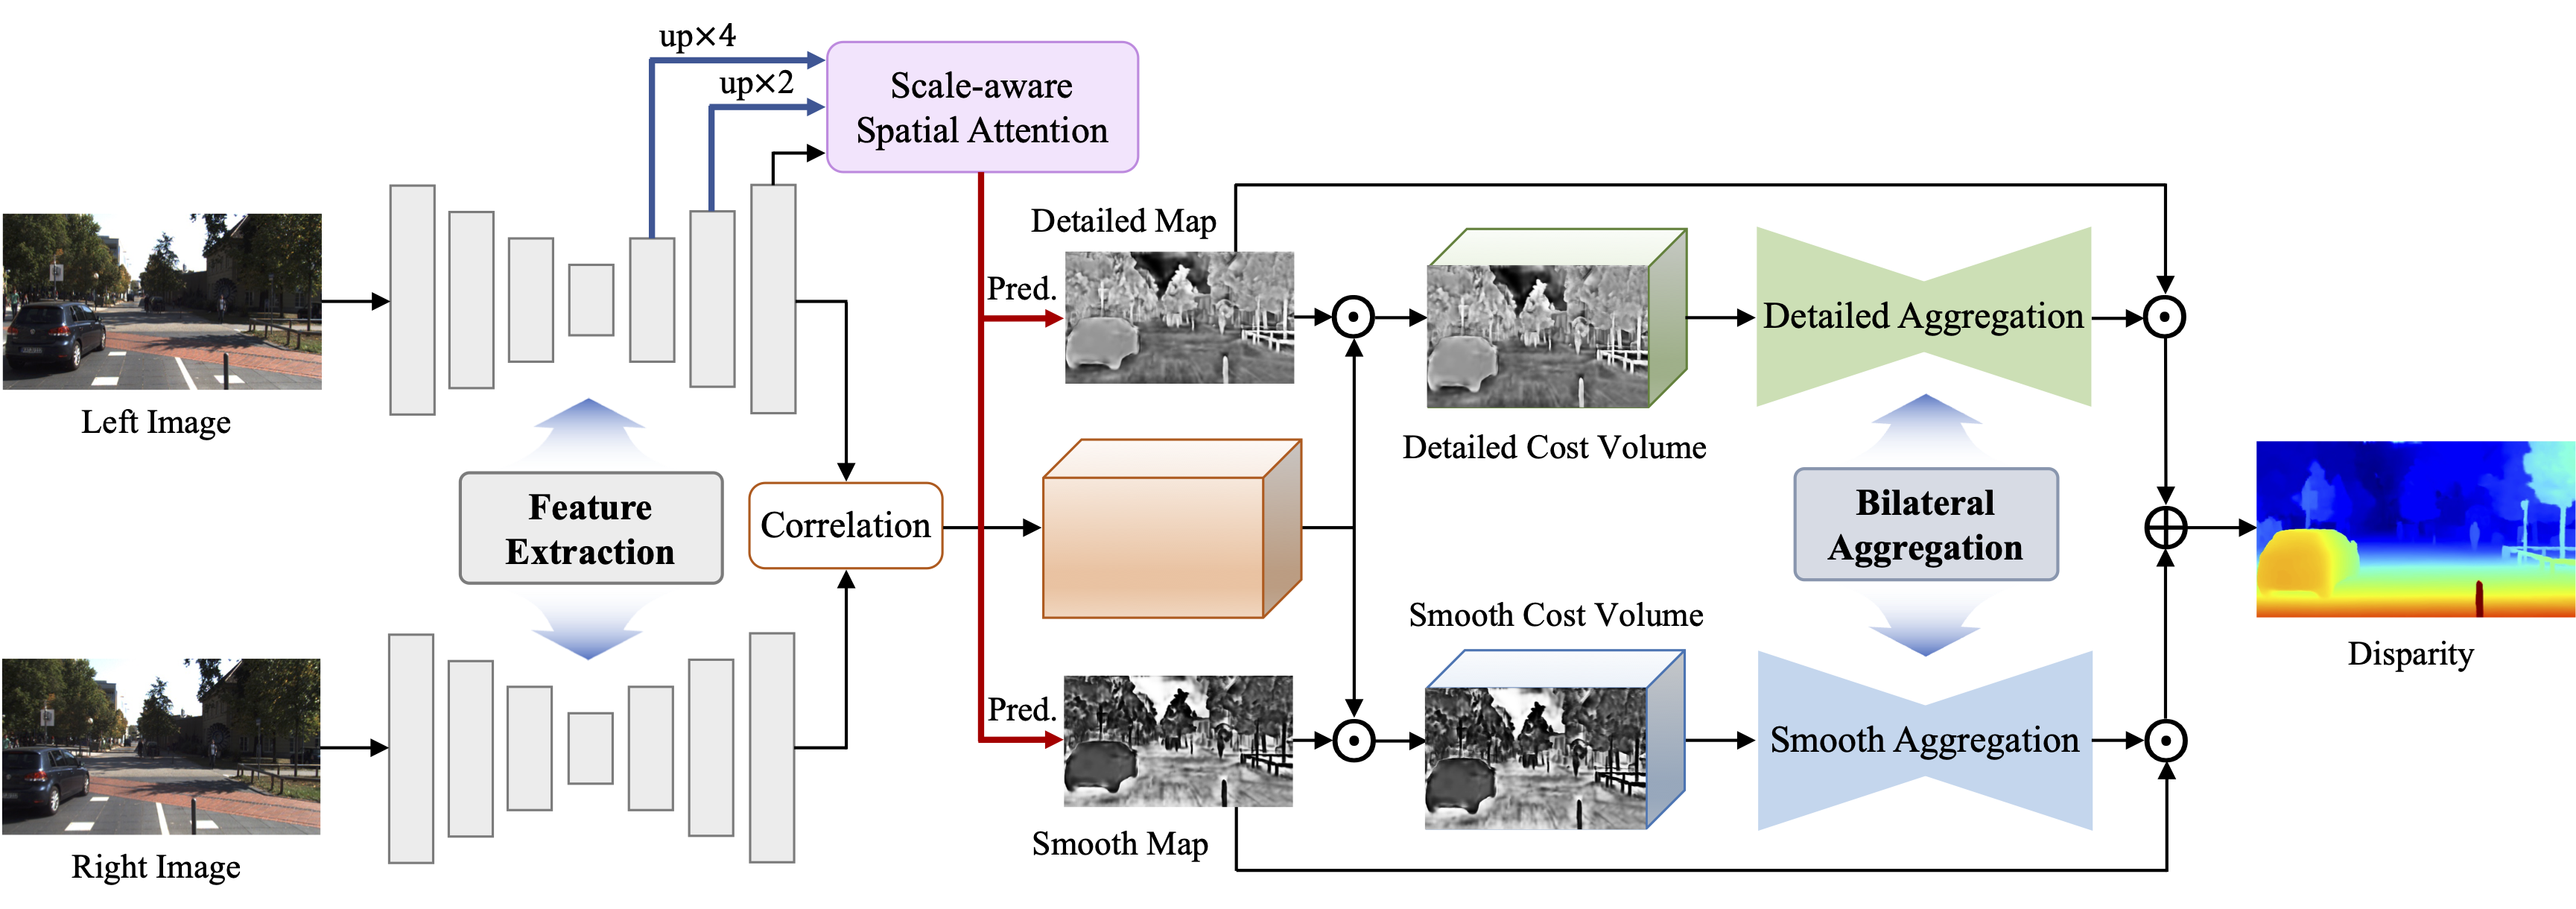 up×4
up×2
Scale-aware
Spatial Attention
Detailed Map
Pred.
Detailed Aggregation
Left Image
Detailed Cost Volume
Feature
Extraction
Correlation
Bilateral
Aggregation
Smooth Cost Volume
Disparity
Pred.
Smooth Aggregation
Smooth Map
Right Image